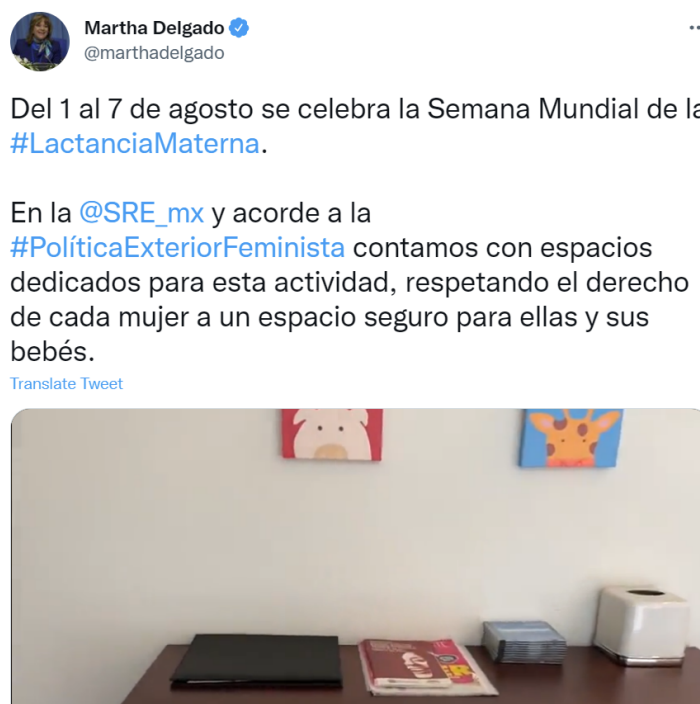 Martha Delgado
@marthadelgado
Del 1 al 7 de agosto se celebra la Semana Mundial de la
#LactanciaMaterna.
En la @SRE_mx y acorde a la
#PolíticaExteriorFeminista contamos con espacios
dedicados para esta actividad, respetando el derecho
de cada mujer a un espacio seguro para ellas y sus
bebés.
Translate Tweet